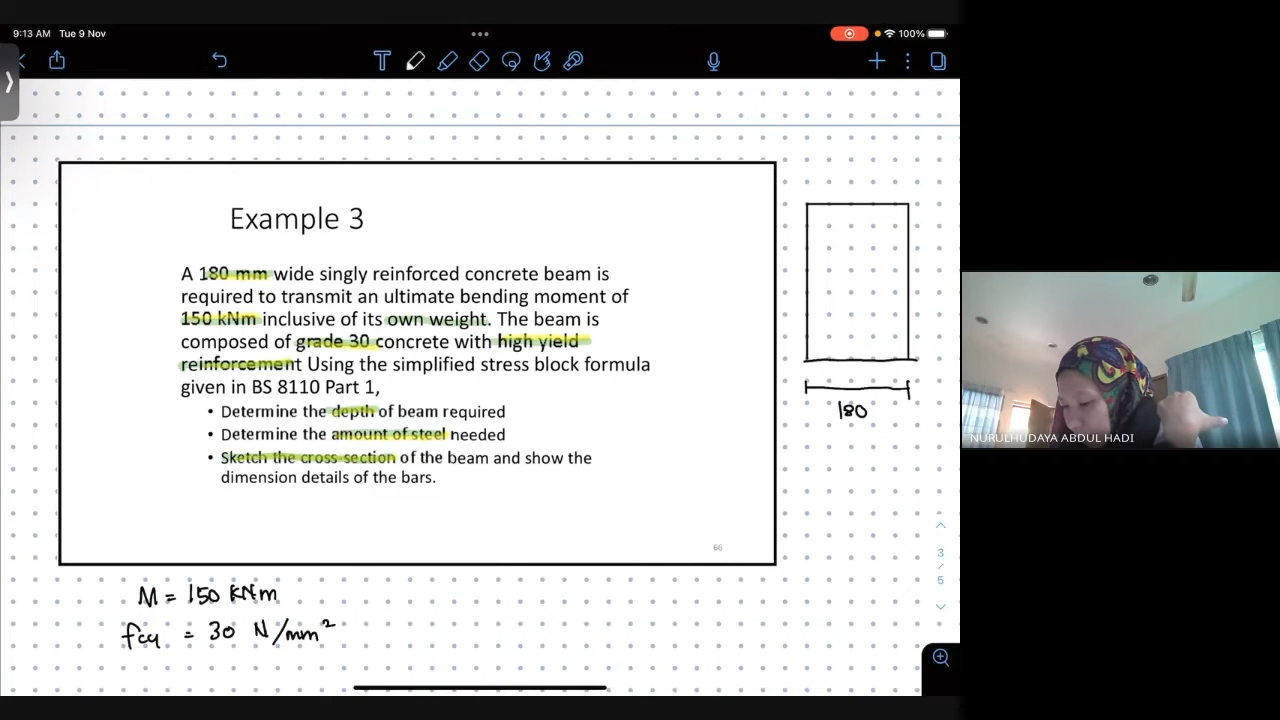 9:13 AM Tue 9 Nov
100%
Example 3
A 180 mm wide singly reinforced concrete beam is
required to transmit an ultimate bending moment of
150 kNm inclusive of its own weight. The beam is
composed of grade 30 concrete with high yield
reinforcement Using the simplified stress block formula
given in BS 8110 Part 1,
• Determine the depth of beam required
• Determine the amount of steel needed
• Sketch the cross-section of the beam and show the
dimension details of the bars.
66
180
M = 150 kNm
fcu = 30 N/mm²
3
/
5
NURULHUDAYA ABDUL HADI